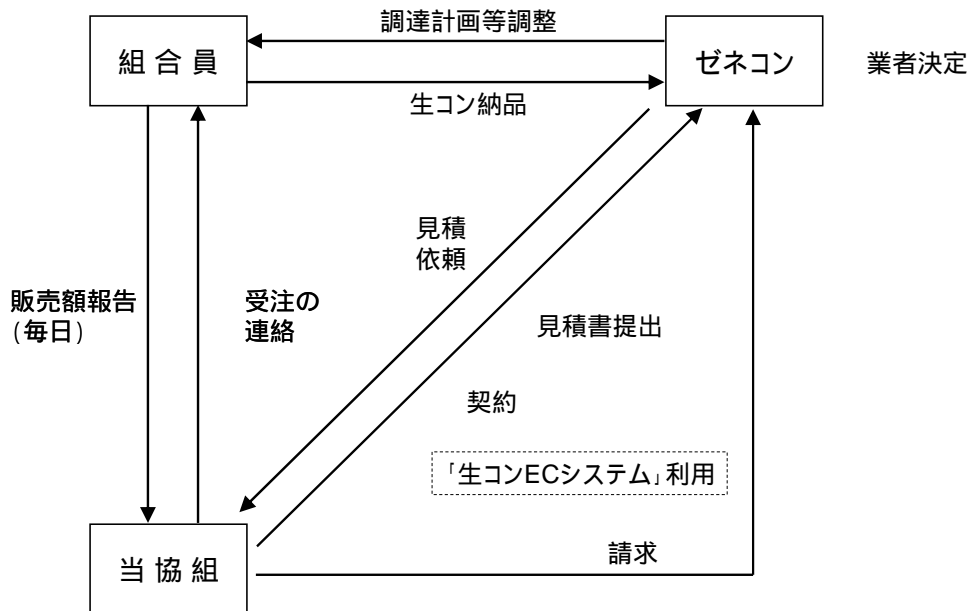 調達計画等調整
組合員
ゼネコン
業者決定
生コン納品
見積
依頼
販売額報告
(毎日)
受注の
連絡
見積書提出
契約
「生コンECシステム」利用
当協組
請求